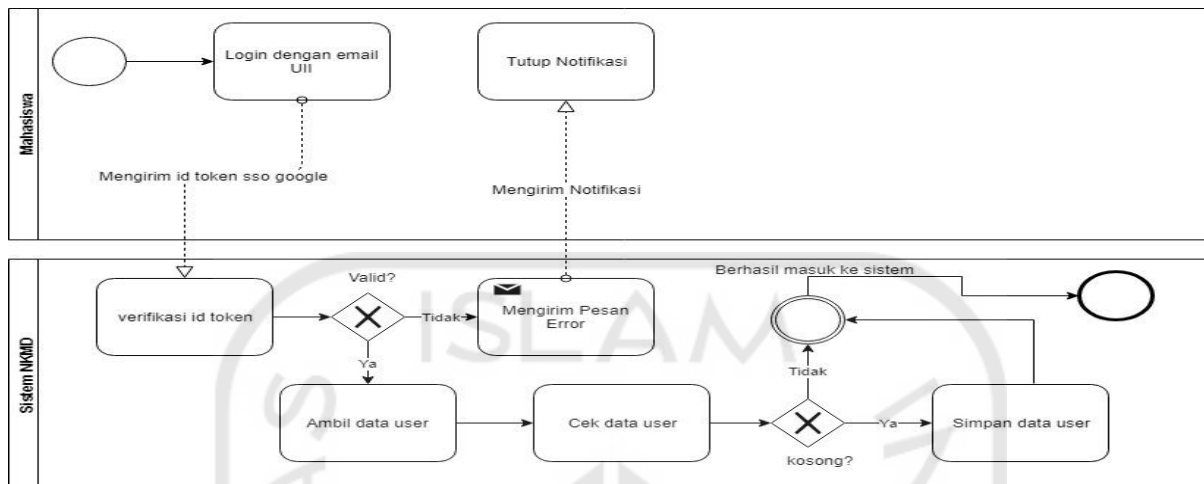 Mahasiswa
Login dengan email
UII
Tutup Notifikasi
Mengirim id token sso google
Mengirim Notifikasi
Sistem NKMD
verifikasi id token
Valid?
Tidak
Mengirim Pesan
Error
Berhasil masuk ke sistem
Ya
Tidak
Ambil data user
Cek data user
Ya
Simpan data user
kosong?
ISLAM